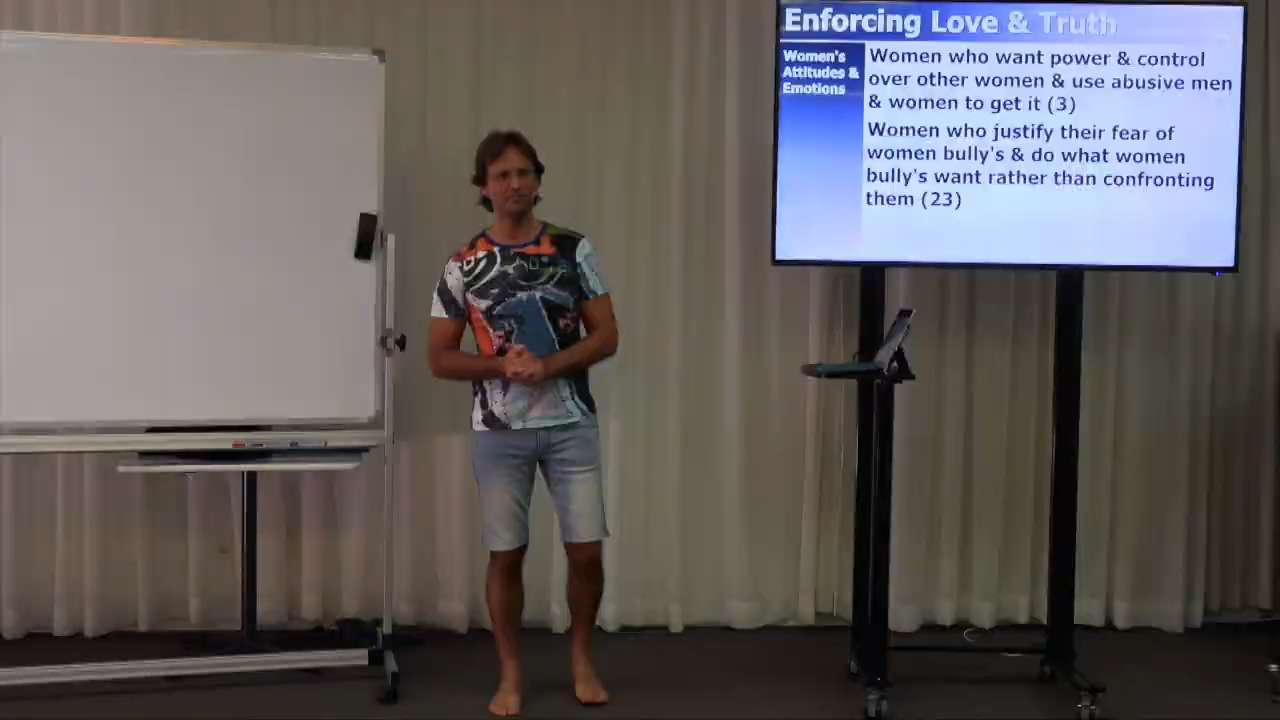 Enforcing Love & Truth
Women's
Attitudes &
Emotions
Women who want power & control
over other women & use abusive men
& women to get it (3)
Women who justify their fear of
women bully's & do what women
bully's want rather than confronting
them (23)